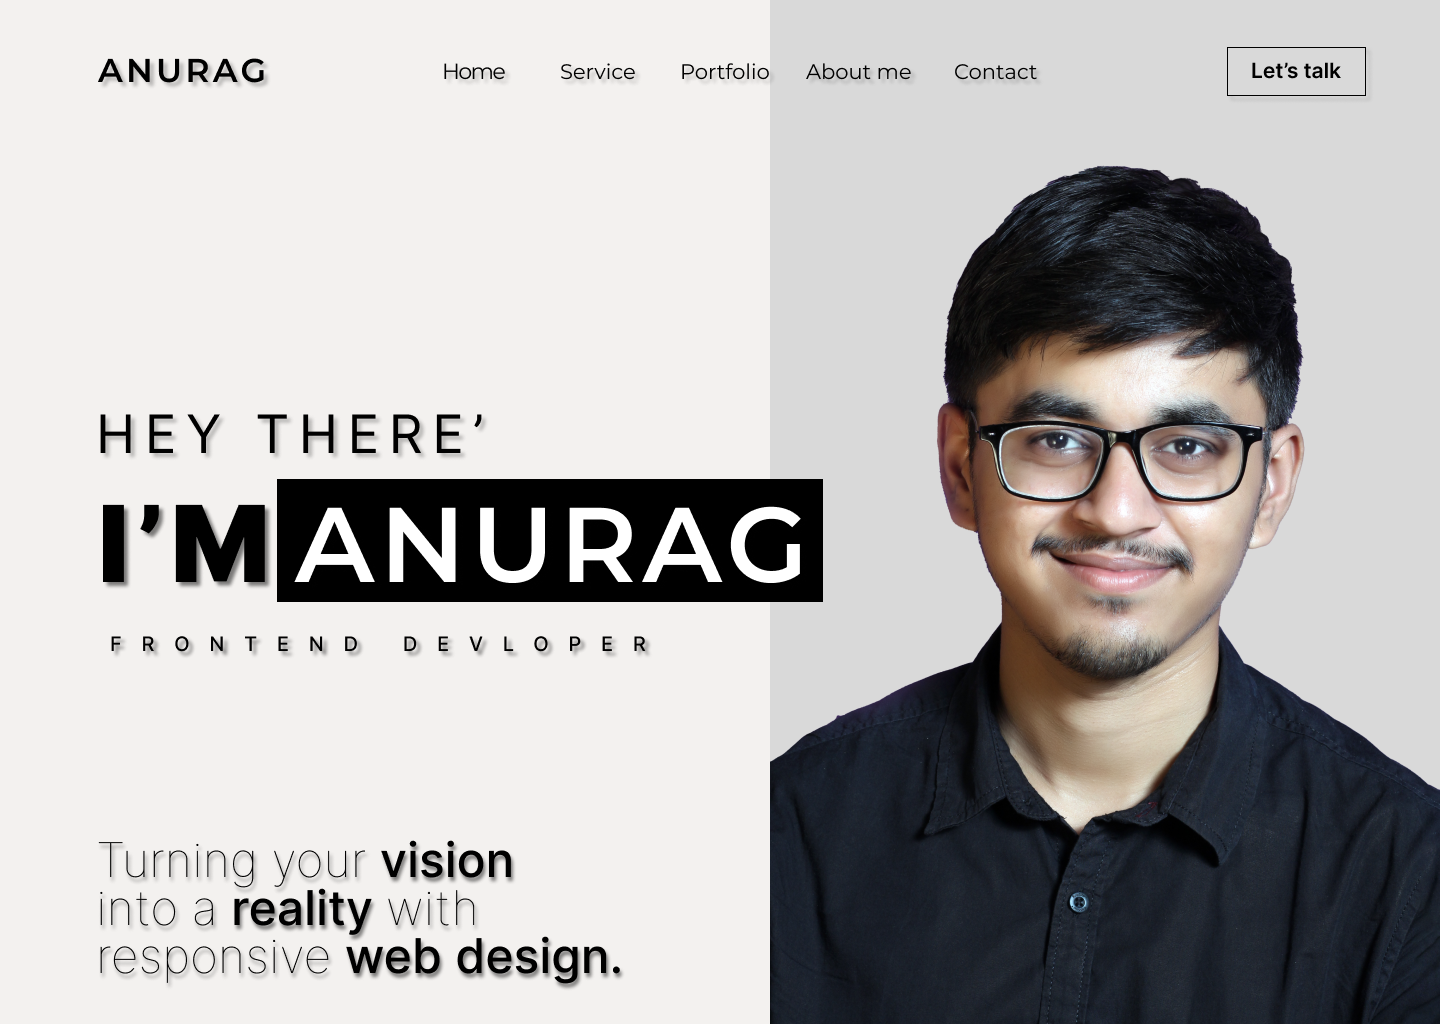 ANURAG
Home Service Portfolio About me Contact
Let’s talk
HEY THERE’
I’M ANURAG
FRONTEND DEVLOPER
Turning your vision
into a reality with
responsive web design.